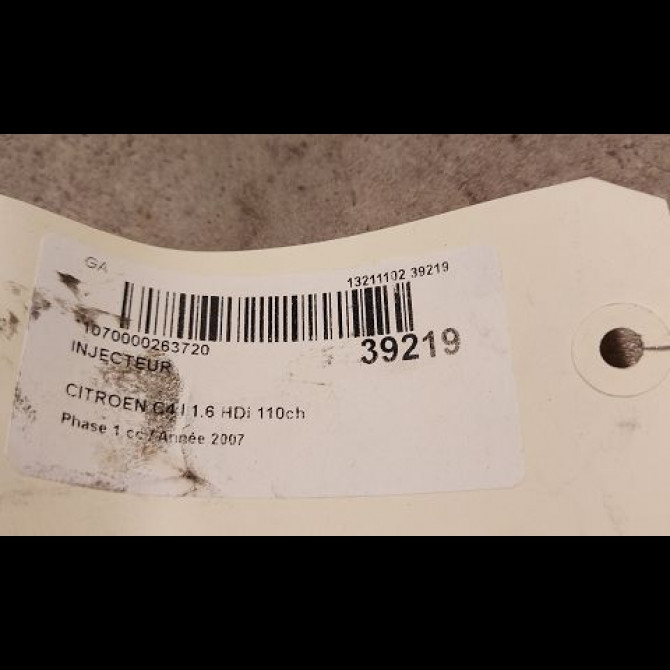 GA
13211102 39219
1070000263720
39219
INJECTEUR
CITROEN C4 I 1.6 HDi 110ch
Phase 1 cc / Année 2007